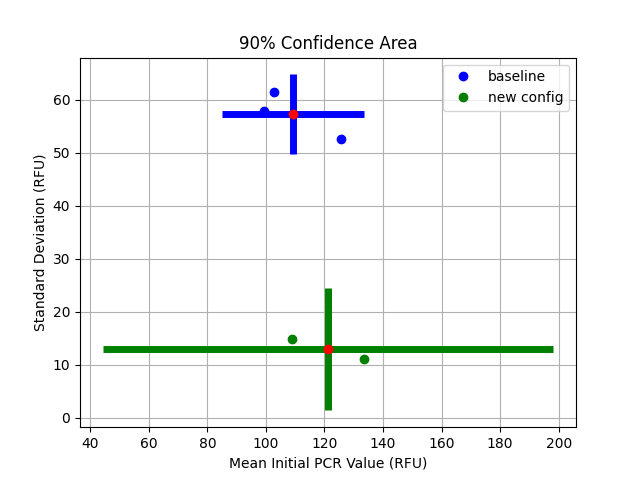 90% Confidence Area
baseline
new config
Standard Deviation (RFU)
60
50
40
30
20
10
0
40 60 80 100 120 140 160 180 200
Mean Initial PCR Value (RFU)